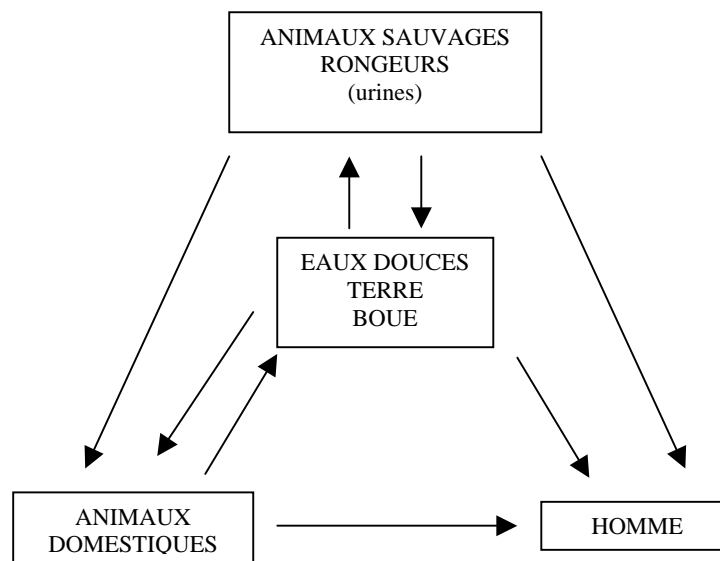 ANIMAUX SAUVAGES
RONGEURS
(urines)
EAUX DOUCES
TERRE
BOUE
ANIMAUX
DOMESTIQUES
HOMME